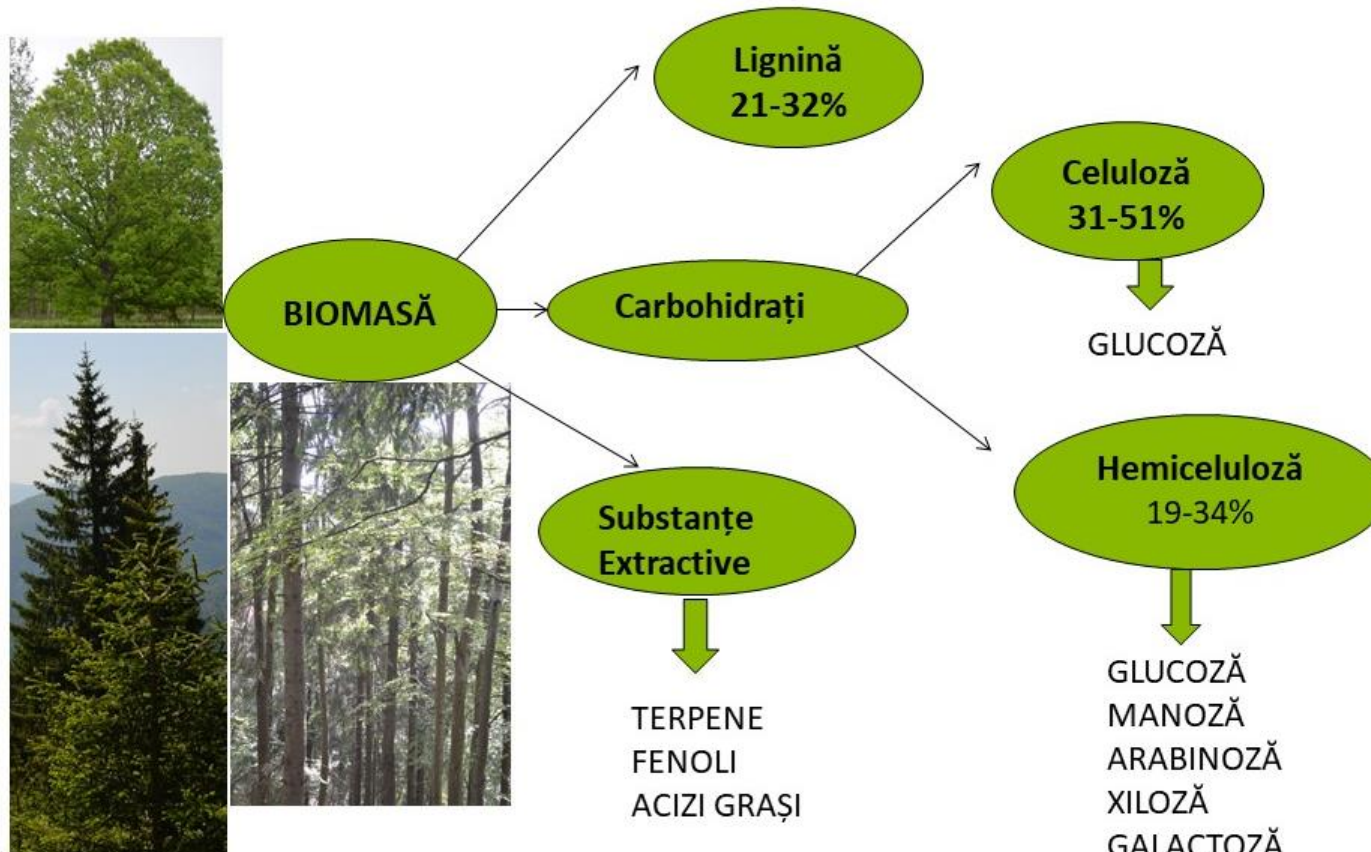 Lignină
21-32%
Celuloză
31-51%
BIOMASĂ
Carbohidrați
GLUCOZĂ
Hemiceluloză
19-34%
Substanțe
Extractive
TERPENE
FENOLI
ACIZI GRAȘI
GLUCOZĂ
MANOZĂ
ARABINOZĂ
XILOZĂ
GALACTOZĂ